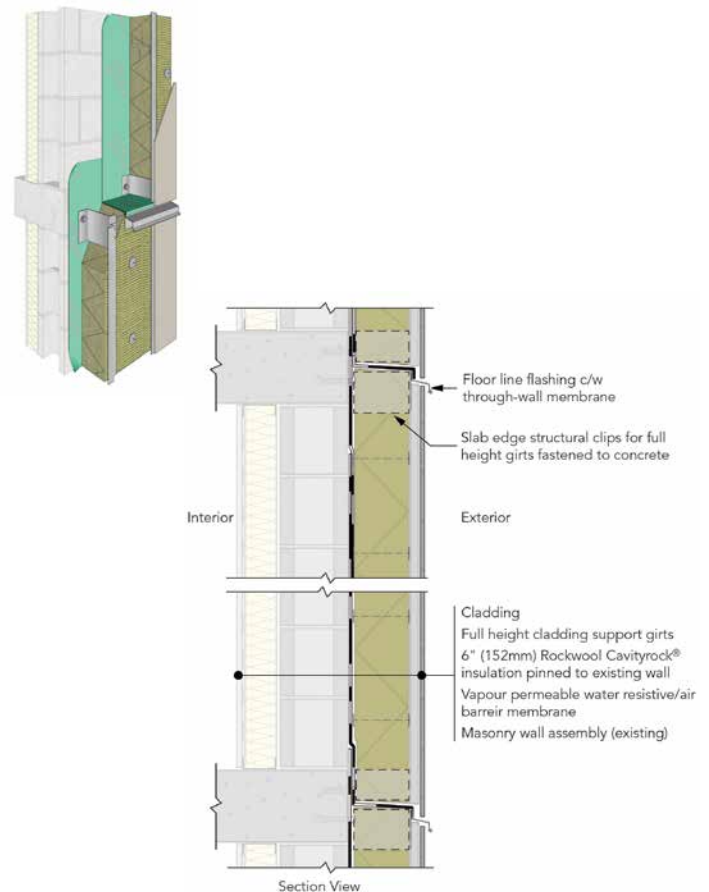 Floor line flashing c/w
through-wall membrane
Slab edge structural clips for full
height girts fastened to concrete
Interior
Exterior
Cladding
Full height cladding support girts
6" (152mm) Rockwool Cavityrock®
insulation pinned to existing wall
Vapour permeable water resistive/air
barreir membrane
Masonry wall assembly (existing)
Section View